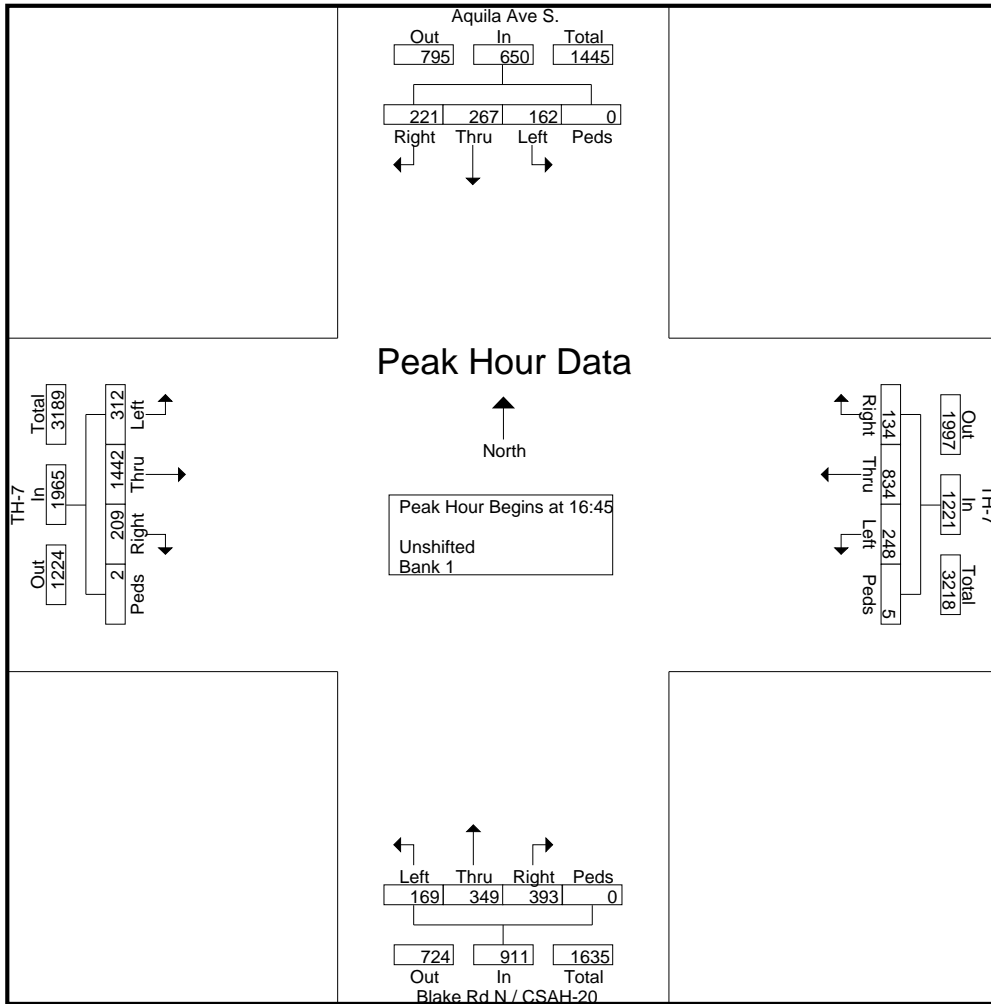 Aquila Ave S.
Out In Total
795 650 1445
221 267 162 0
Right Thru Left Peds
Peak Hour Data
North
Peak Hour Begins at 16:45
Unshifted
Bank 1
TH-7
Total In Out
3189 1965 1224
312 1442 209 2
Left Thru Right Peds
TH-7
Out In Total
1997 1221 3218
134 834 248 5
Right Thru Left Peds
Left Thru Right Peds
169 349 393 0
724 911 1635
Out In Total
Blake Rd N / CSAH-20